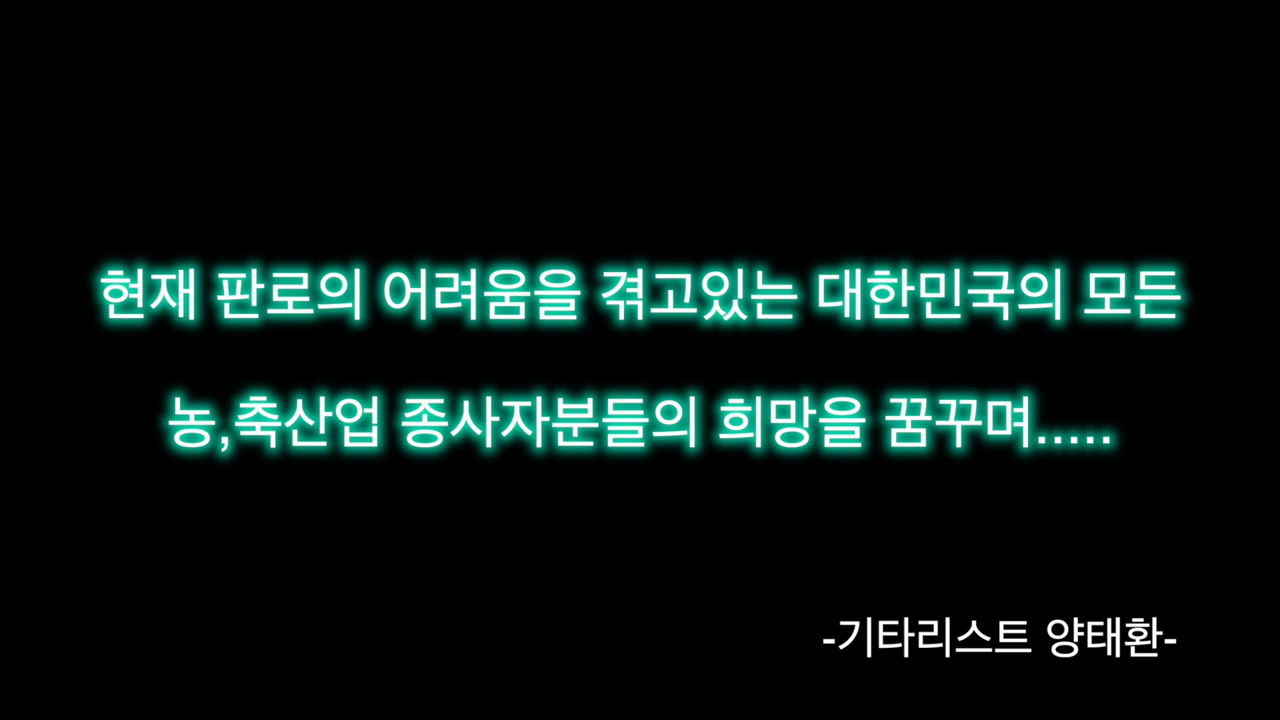 현재 판로의 어려움을 겪고있는 대한민국의 모든
농,축산업 종사자분들의 희망을 꿈꾸며.....
-기타리스트 양태환-